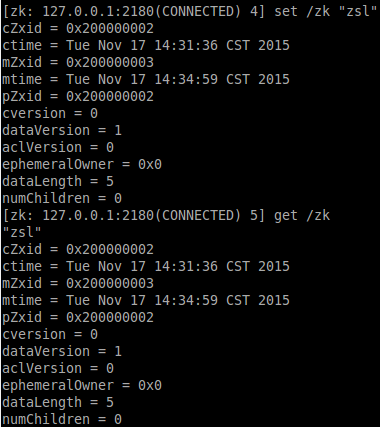 [zk: 127.0.0.1:2180(CONNECTED) 4] set /zk "zsl"
cZxid = 0x200000002
ctime = Tue Nov 17 14:31:36 CST 2015
mZxid = 0x200000003
mtime = Tue Nov 17 14:34:59 CST 2015
pZxid = 0x200000002
cversion = 0
dataVersion = 1
aclVersion = 0
ephemeralOwner = 0x0
dataLength = 5
numChildren = 0
[zk: 127.0.0.1:2180(CONNECTED) 5] get /zk
"zsl"
cZxid = 0x200000002
ctime = Tue Nov 17 14:31:36 CST 2015
mZxid = 0x200000003
mtime = Tue Nov 17 14:34:59 CST 2015
pZxid = 0x200000002
cversion = 0
dataVersion = 1
aclVersion = 0
ephemeralOwner = 0x0
dataLength = 5
numChildren = 0